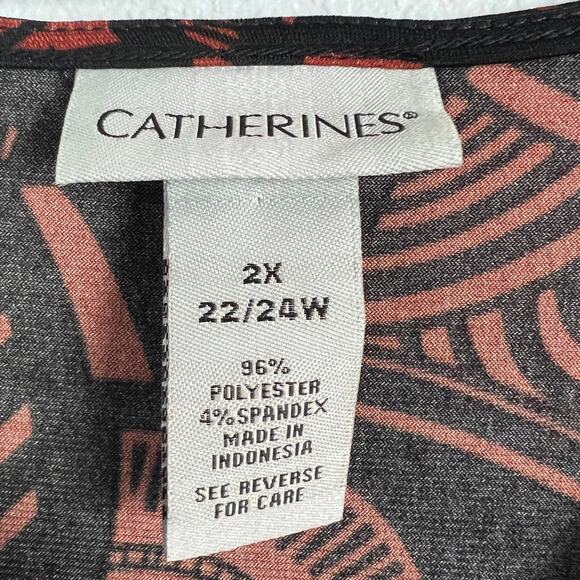 CATHERINES®
2X
22/24W
96%
POLYESTER
4% SPANDEX
MADE IN
INDONESIA
SEE REVERSE
FOR CARE